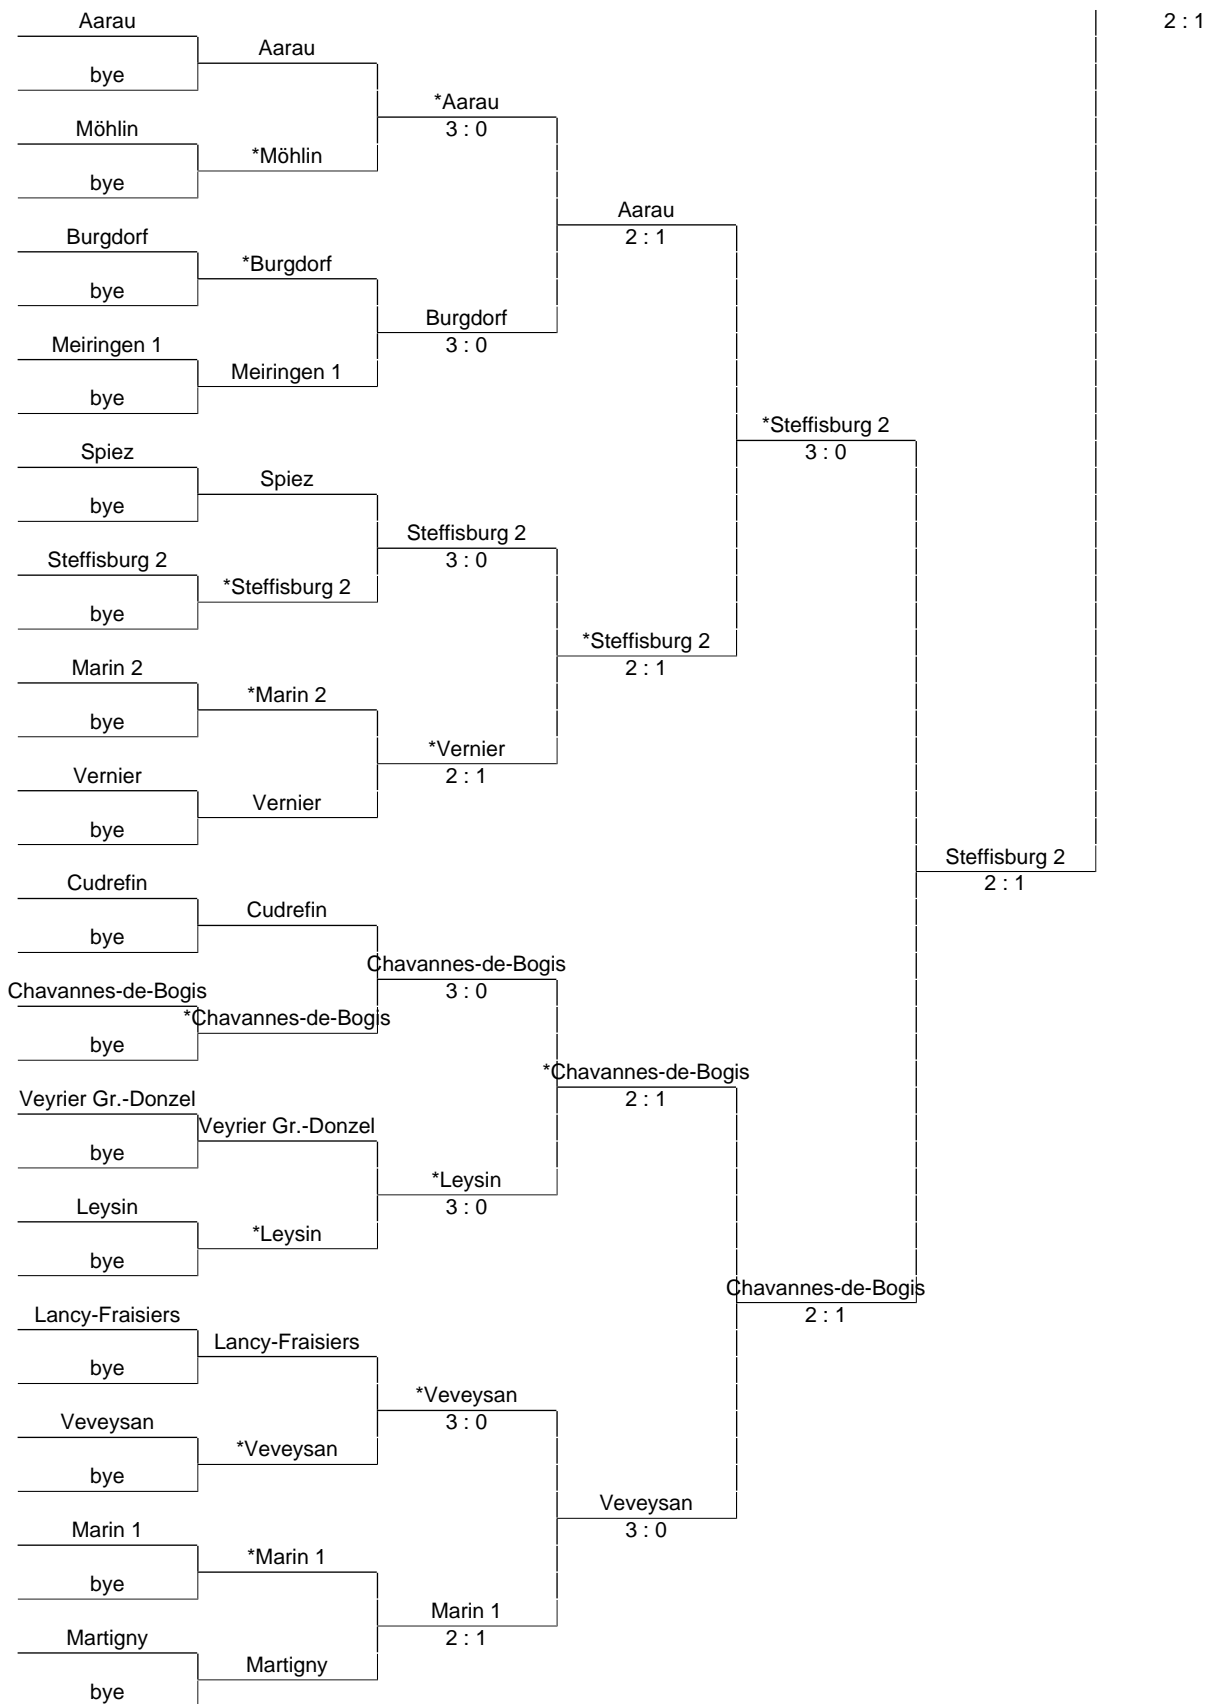 Aarau
2 : 1
Aarau
bye
*Aarau
3 : 0
Möhlin
*Möhlin
bye
Aarau
2 : 1
Burgdorf
*Burgdorf
bye
Burgdorf
3 : 0
Meiringen 1
Meiringen 1
bye
*Steffisburg 2
3 : 0
Spiez
Spiez
bye
Steffisburg 2
3 : 0
Steffisburg 2
*Steffisburg 2
bye
*Steffisburg 2
2 : 1
Marin 2
*Marin 2
bye
*Vernier
2 : 1
Vernier
Vernier
bye
Steffisburg 2
2 : 1
Cudrefin
Cudrefin
bye
Chavannes-de-Bogis
3 : 0
Chavannes-de-Bogis
*Chavannes-de-Bogis
bye
*Chavannes-de-Bogis
2 : 1
Veyrier Gr.-Donzel
Veyrier Gr.-Donzel
bye
*Leysin
3 : 0
Leysin
*Leysin
bye
Chavannes-de-Bogis
2 : 1
Lancy-Fraisiers
Lancy-Fraisiers
bye
*Veveysan
3 : 0
Veveysan
*Veveysan
bye
Veveysan
3 : 0
Marin 1
*Marin 1
bye
Marin 1
2 : 1
Martigny
Martigny
bye